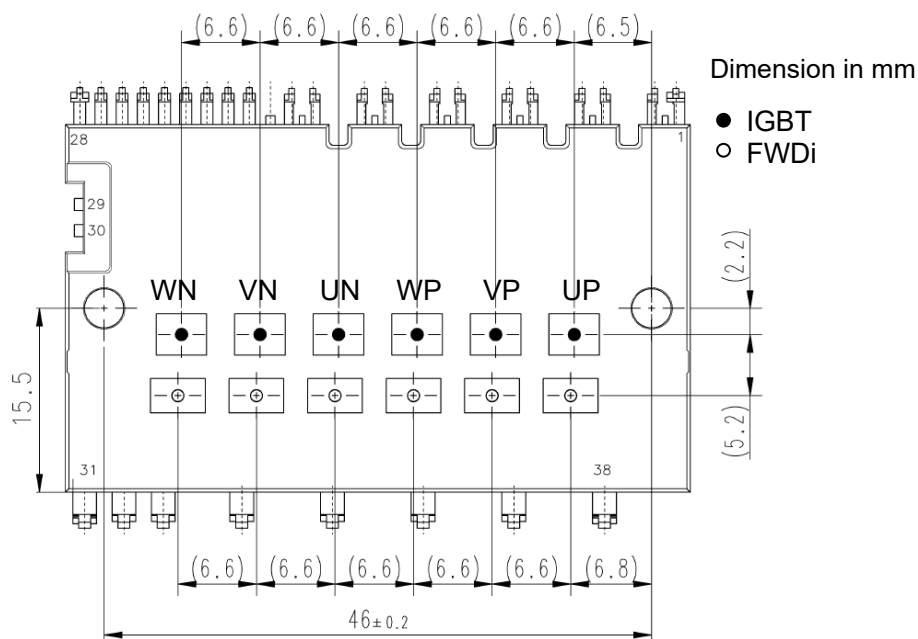 (6.6) (6.6) (6.6) (6.6) (6.6) (6.5)
Dimension in mm
IGBT
FWDi
28
1
29
30
(2.2)
WN VN UN WP VP UP
15.5
(5.2)
31
38
(6.6) (6.6) (6.6) (6.6) (6.6) (6.8)
46±0.2